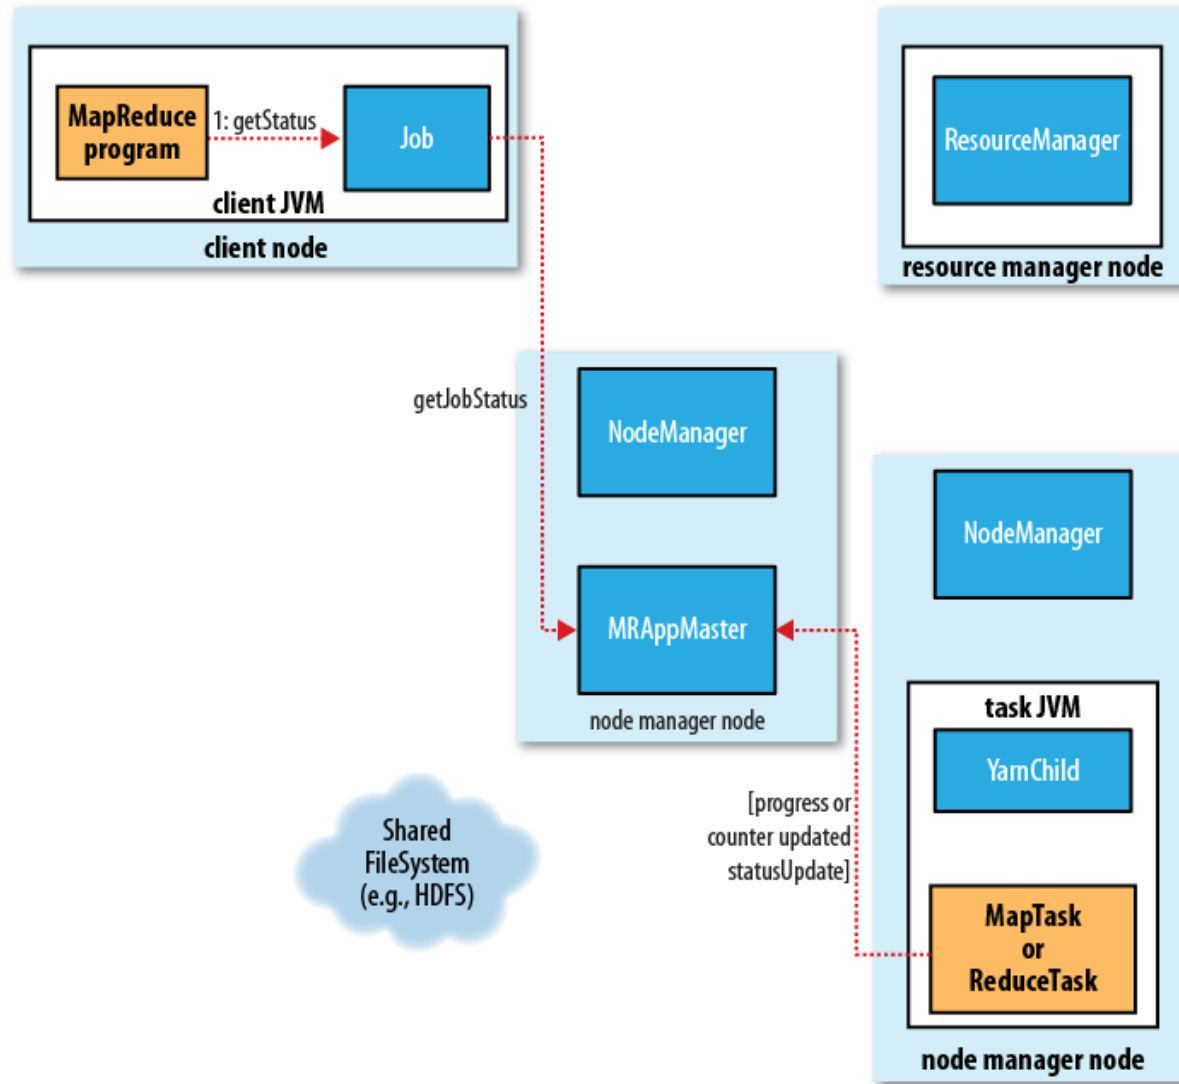 MapReduce
program
1: getStatus
Job
client JVM
client node
ResourceManager
resource manager node
getJobStatus
NodeManager
MRAppMaster
node manager node
NodeManager
task JVM
YarnChild
[progress or
counter updated
statusUpdate]
MapTask
or
ReduceTask
node manager node
Shared
FileSystem
(e.g., HDFS)